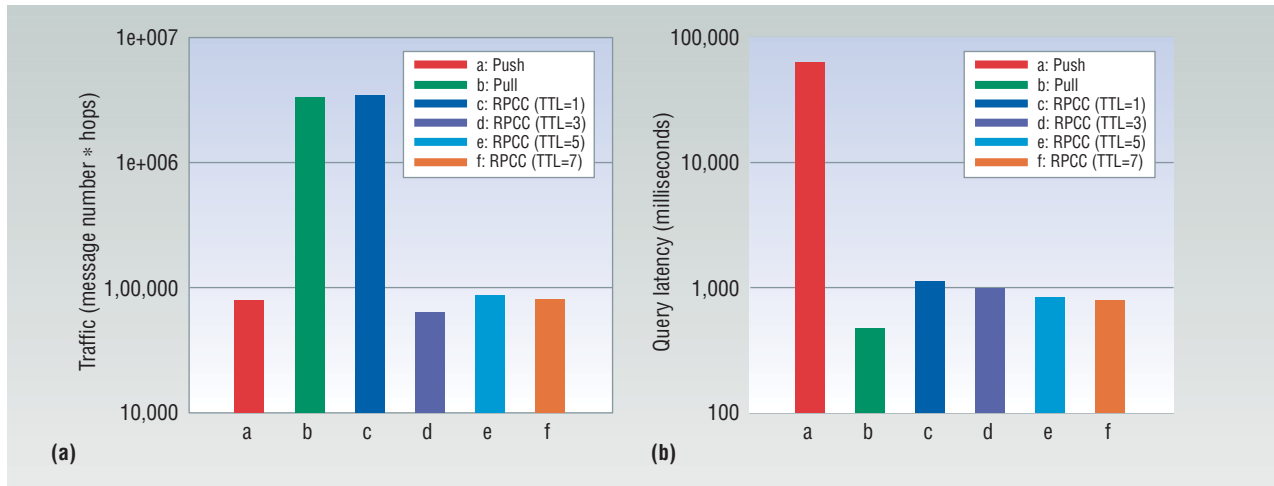 1e+007
1e+006
1,00,000
10,000
Traffic (message number * hops)
a: Push
b: Pull
c: RPCC (TTL=1)
d: RPCC (TTL=3)
e: RPCC (TTL=5)
f: RPCC (TTL=7)
a b c d e f
(a)
100,000
10,000
1,000
100
Query latency (milliseconds)
a: Push
b: Pull
c: RPCC (TTL=1)
d: RPCC (TTL=3)
e: RPCC (TTL=5)
f: RPCC (TTL=7)
a b c d e f
(b)